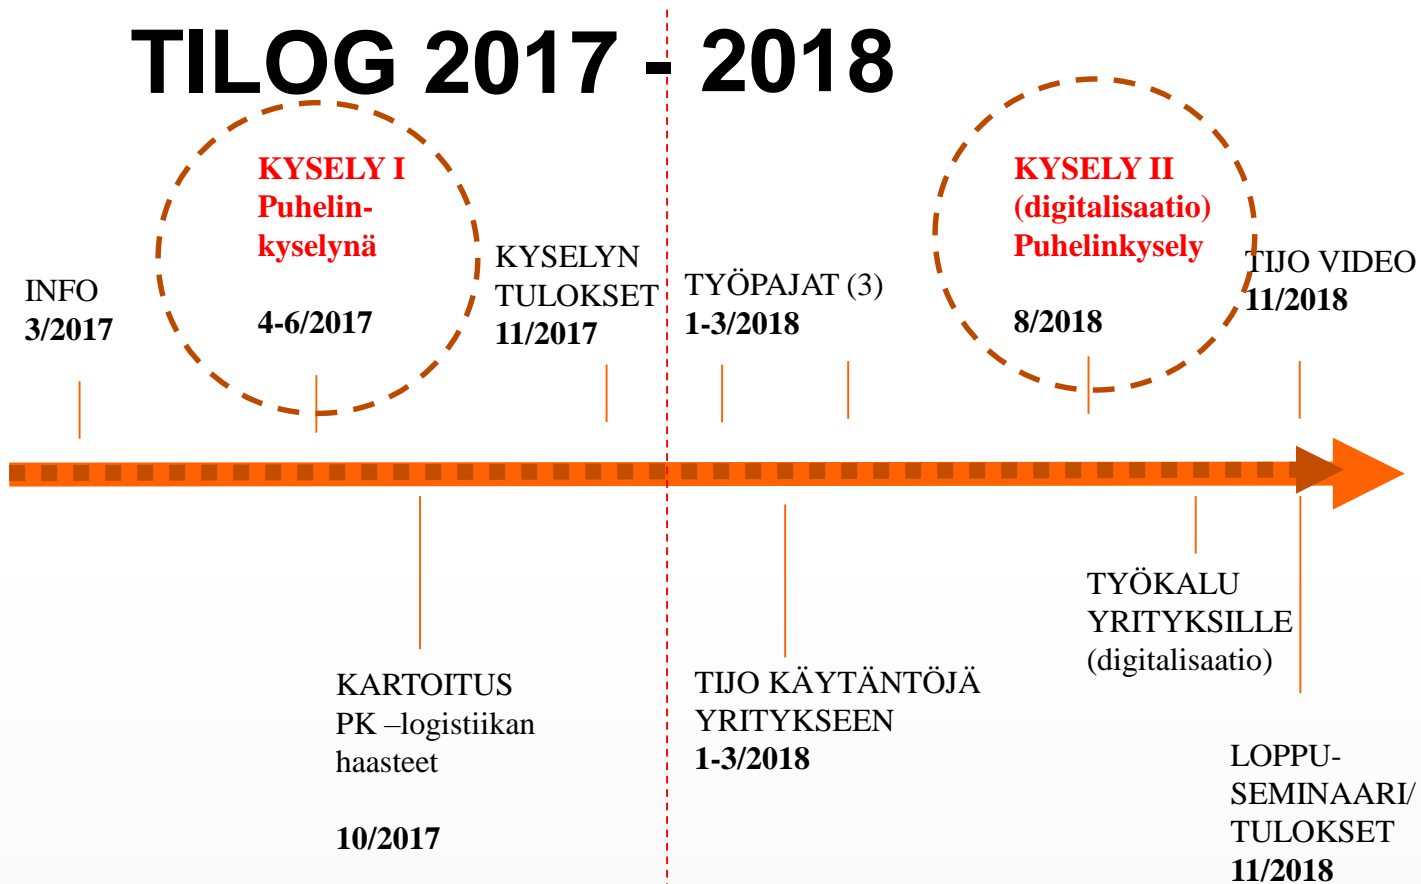 TILOG 2017 - 2018
INFO
3/2017
KYSELY I
Puhelin-
kyselynä
4-6/2017
KYSELYN
TULOKSET
11/2017
TYÖPAJAT (3)
1-3/2018
KYSELY II
(digitalisaatio)
Puhelinkysely
8/2018
TIJO VIDEO
11/2018
KARTOITUS
PK –logistiikan
haasteet
10/2017
TIJO KÄYTÄNTÖJÄ
YRITYKSEEN
1-3/2018
TYÖKALU
YRITYKSILLE
(digitalisaatio)
LOPPU-
SEMINAARI/
TULOKSET
11/2018